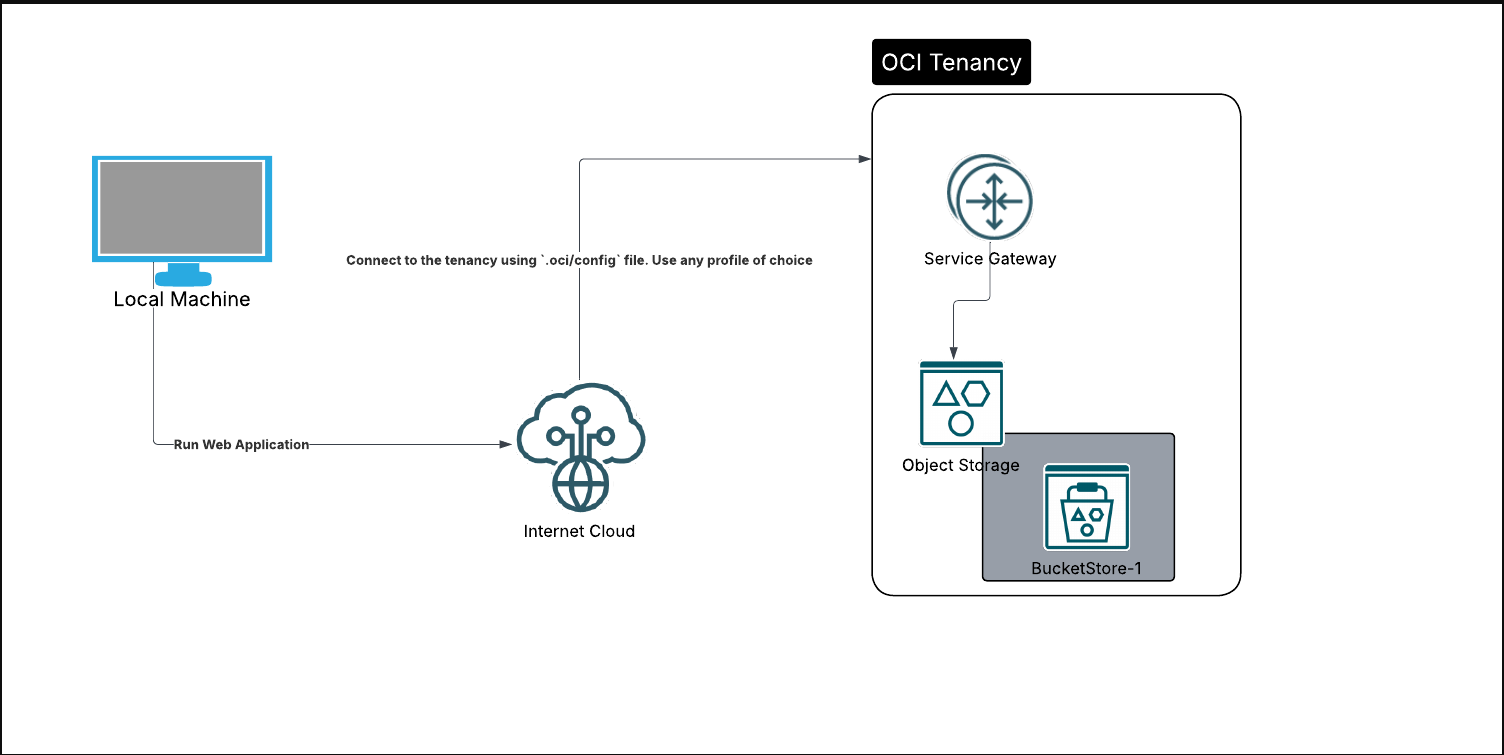 OCI Tenancy
Local Machine
Connect to the tenancy using `.oci/config` file. Use any profile of choice
Service Gateway
Run Web Application
Object Storage
Internet Cloud
BucketStore-1